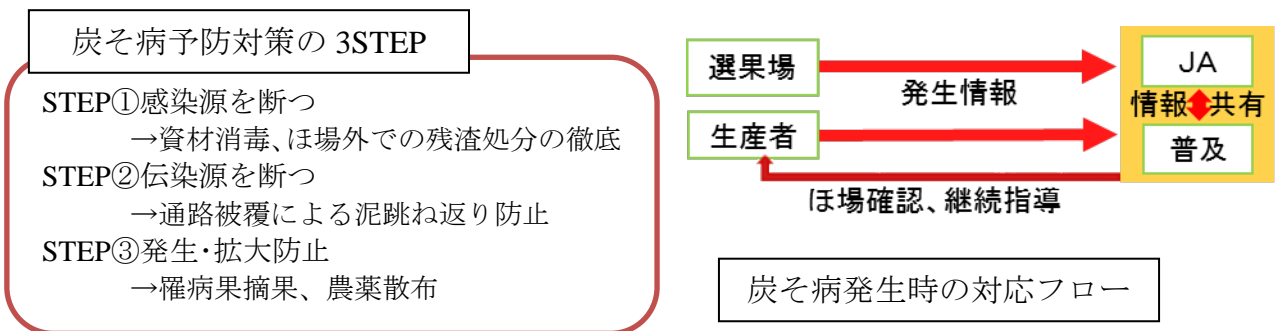 炭そ病予防対策の 3STEP
STEP①感染源を断つ
→資材消毒、ほ場外での残渣処分の徹底
STEP②伝染源を断つ
→通路被覆による泥跳ね返り防止
STEP③発生・拡大防止
→罹病果摘果、農薬散布
選果場
発生情報
生産者
JA
情報 共有
普及
ほ場確認、継続指導
炭そ病発生時の対応フロー